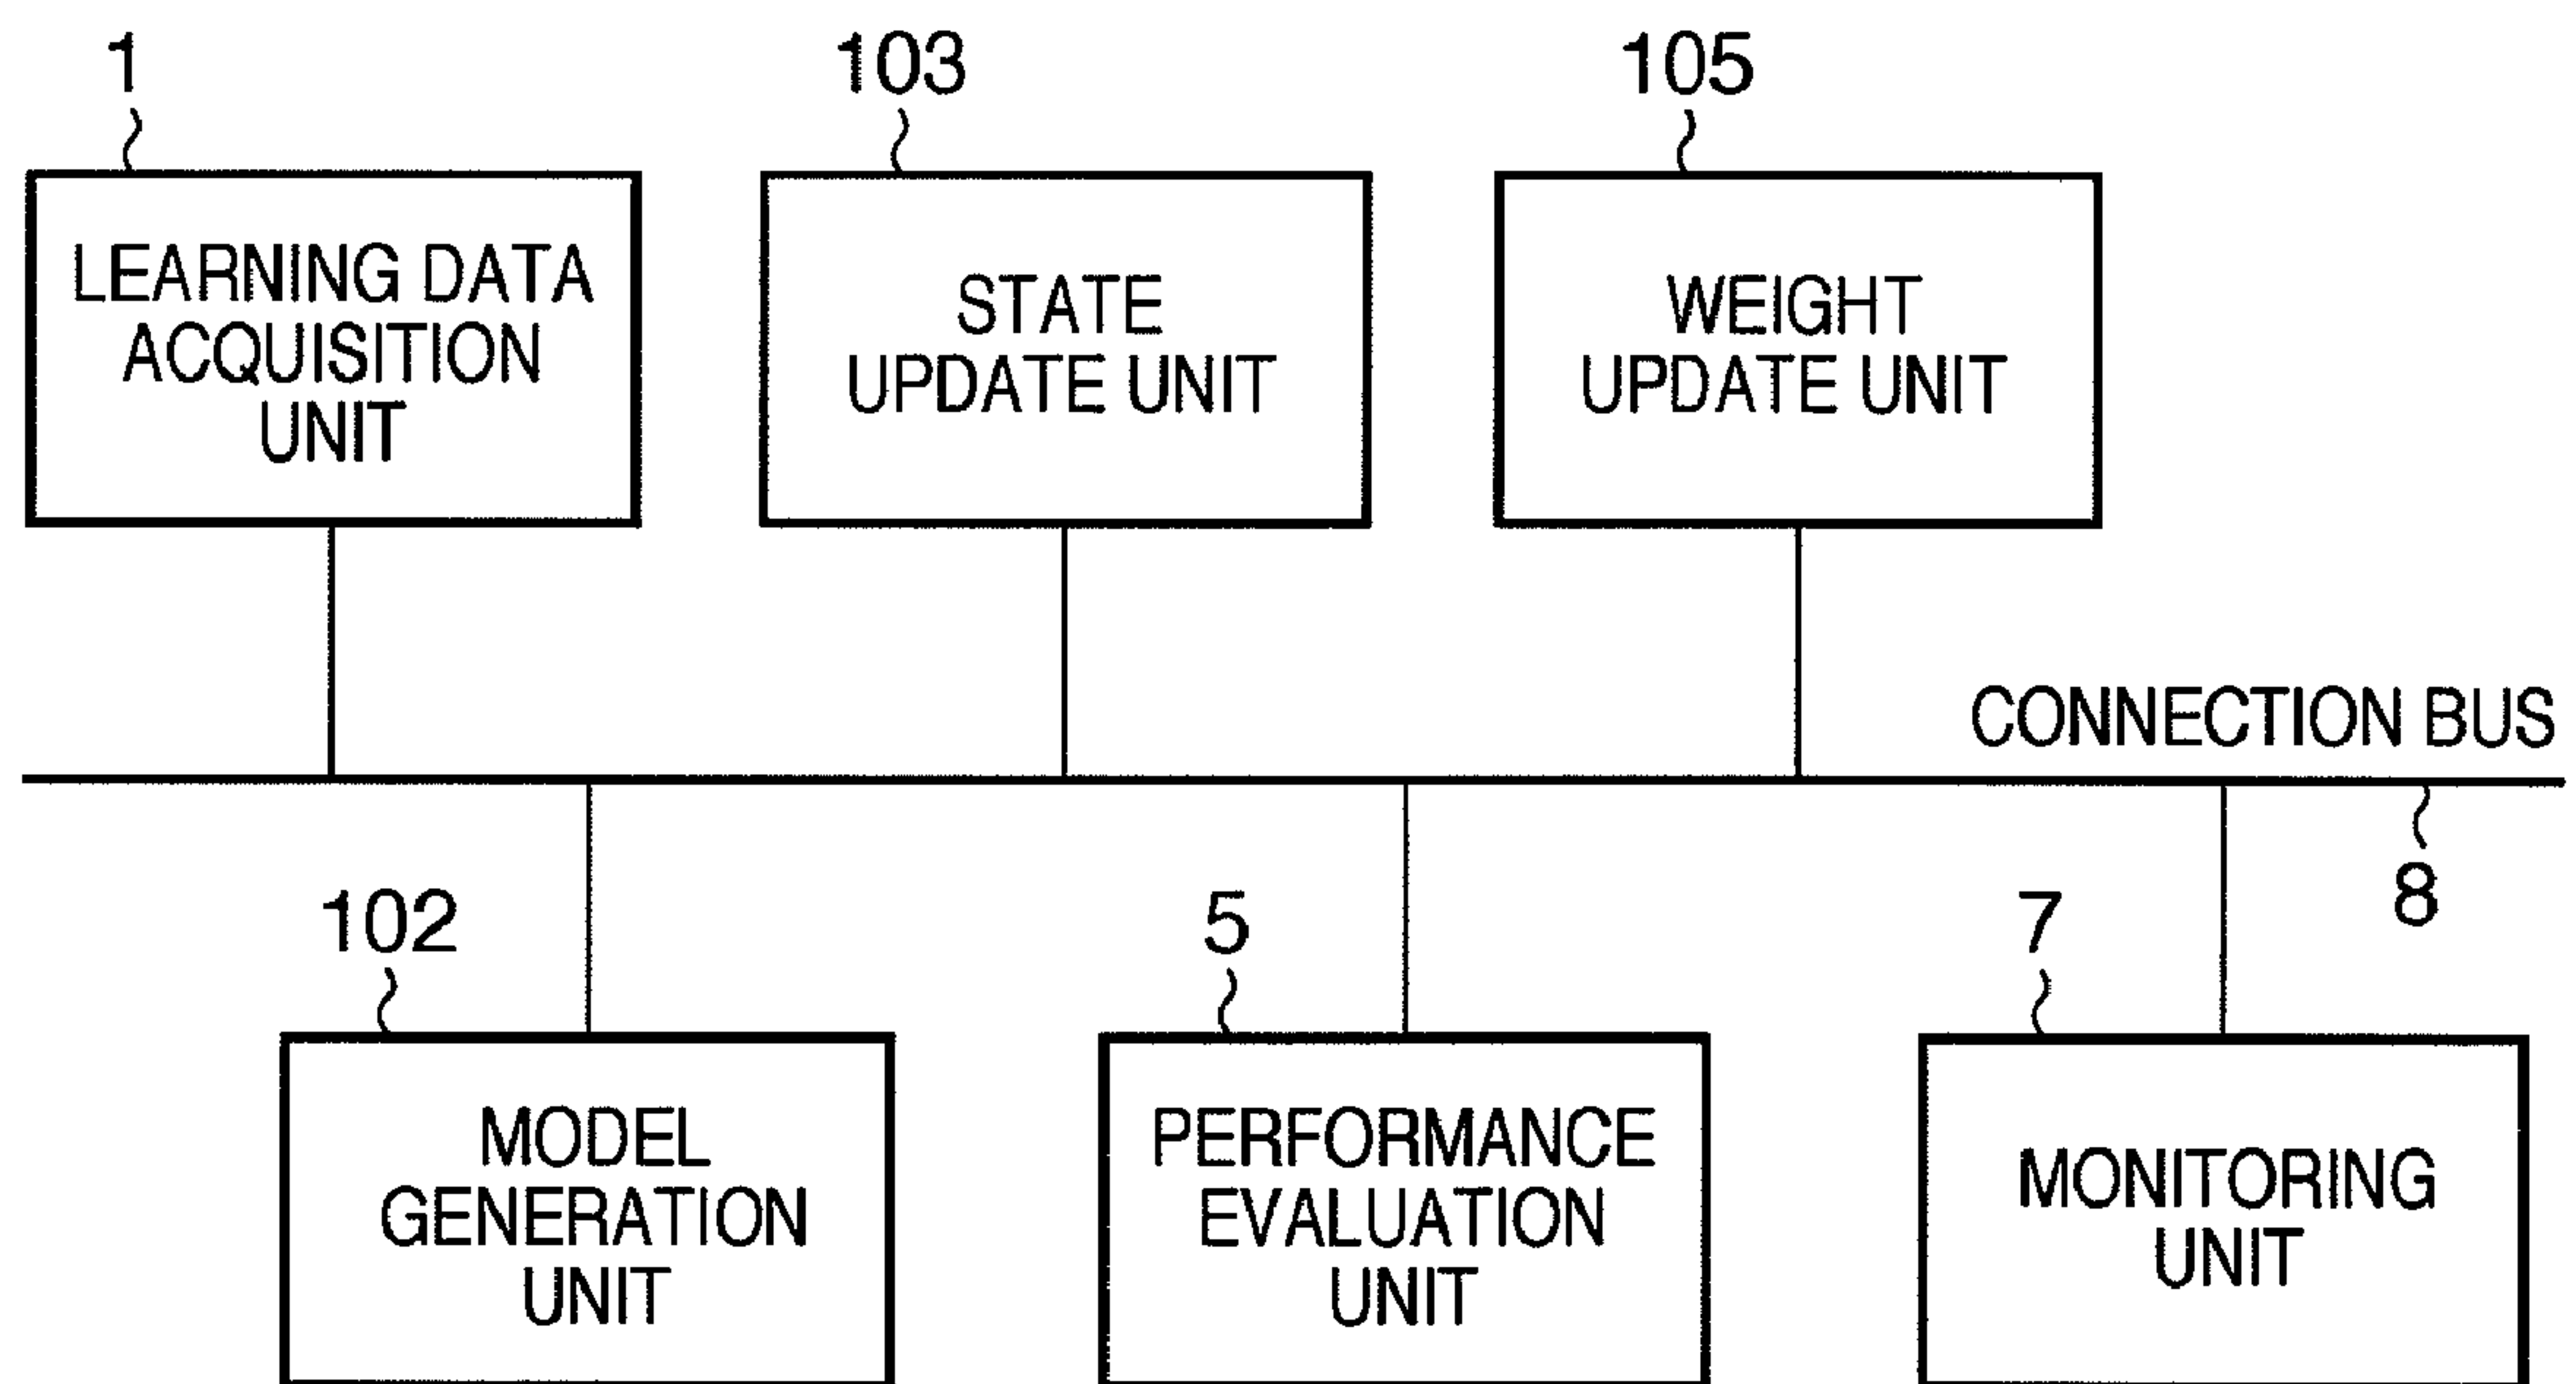 1
103
105
LEARNING DATA
ACQUISITION
UNIT
STATE
UPDATE UNIT
WEIGHT
UPDATE UNIT
CONNECTION BUS
8
102
5
7
MODEL
GENERATION
UNIT
PERFORMANCE
EVALUATION
UNIT
MONITORING
UNIT